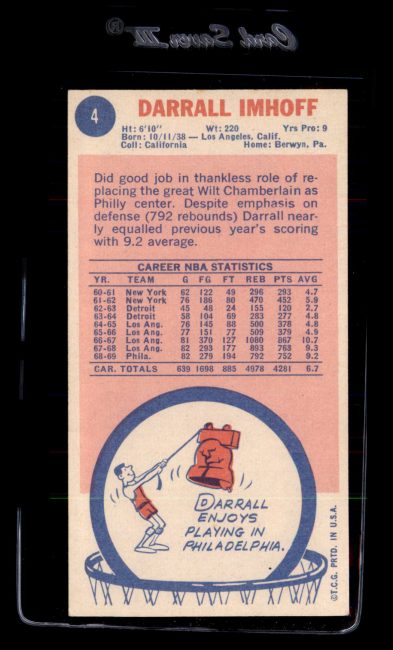 Card Saver III®
4
DARRALL IMHOFF
Ht: 6'10" Wt: 220 Yrs Pro: 9
Born: 10/11/38 — Los Angeles, Calif.
Coll: California Home: Berwyn, Pa.
Did good job in thankless role of re-
placing the great Wilt Chamberlain as
Philly center. Despite emphasis on
defense (792 rebounds) Darrall near-
ly equalled previous year's scoring
with 9.2 average.
CAREER NBA STATISTICS
YR. TEAM G FG FT REB PTS AVG
60-61 New York 62 122 49 296 293 4.7
61-62 New York 76 186 80 470 452 5.9
62-63 Detroit 45 48 24 155 120 2.7
63-64 Detroit 58 104 69 283 277 4.8
64-65 Los Ang. 76 145 88 500 378 4.8
65-66 Los Ang. 77 151 77 509 379 4.9
66-67 Los Ang. 81 370 127 1080 867 10.7
67-68 Los Ang. 82 293 177 893 763 9.3
68-69 Phila. 82 279 194 792 752 9.2
CAR. TOTALS 639 1698 885 4978 4281 6.7
DARRALL
ENJOYS
PLAYING IN
PHILADELPHIA.
©T.C.G. PRTD. IN U.S.A.